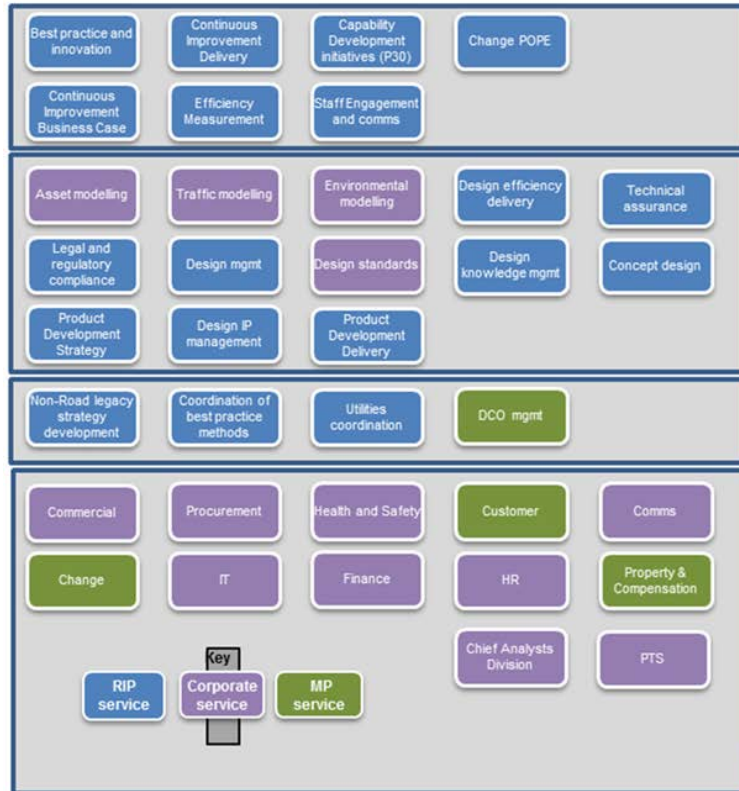 Best practice and
innovation
Continuous
Improvement
Delivery
Capability
Development
initiatives (P30)
Change POPE
Continuous
Improvement
Business Case
Efficiency
Measurement
Staff Engagement
and comms
Asset modelling
Traffic modelling
Environmental
modelling
Design efficiency
delivery
Technical
assurance
Legal and
regulatory
compliance
Design mgmt
Design standards
Design
knowledge mgmt
Concept design
Product
Development
Strategy
Design IP
management
Product
Development
Delivery
Non-Road legacy
strategy
development
Coordination of
best practice
methods
Utilities
coordination
DCO mgmt
Commercial
Procurement
Health and Safety
Customer
Comms
Change
IT
Finance
HR
Property &
Compensation
Chief Analysts
Division
PTS
Key
RIP
service
Corporate
service
MP
service